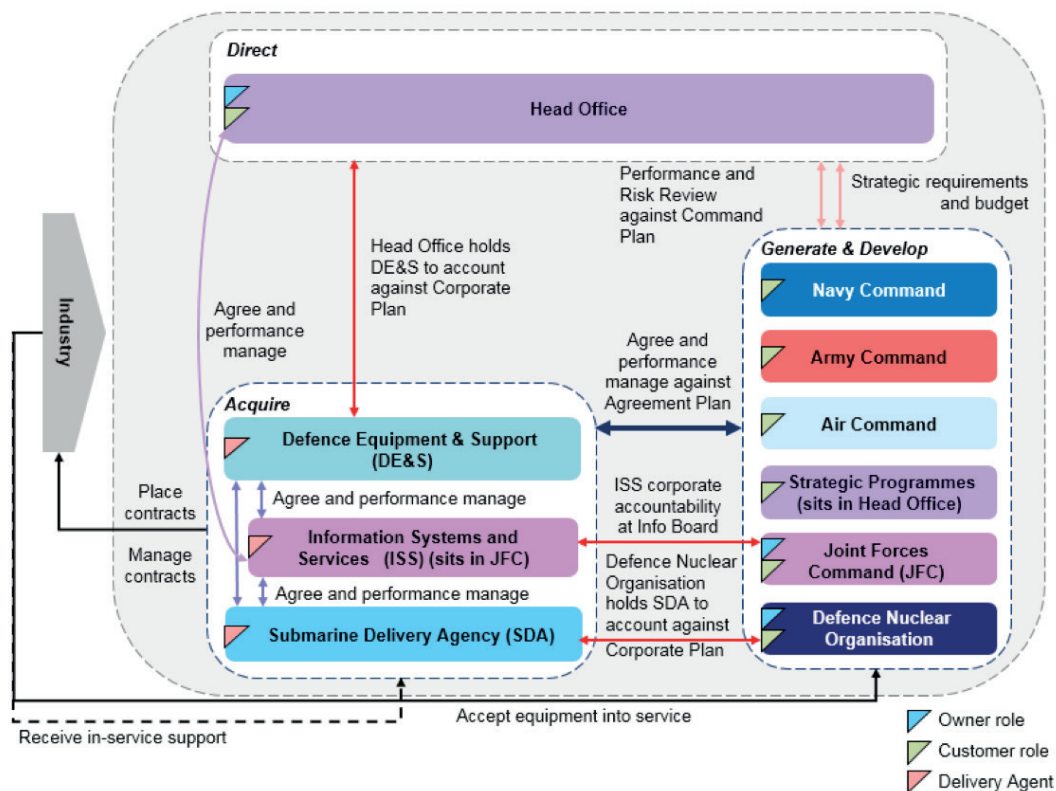 Direct
Head Office
Performance and
Risk Review
against Command
Plan
Strategic requirements
and budget
Head Office holds
DE&S to account
against Corporate
Plan
Agree and
performance
manage
Industry
Generate & Develop
Navy Command
Army Command
Air Command
Strategic Programmes
(sits in Head Office)
Joint Forces
Command (JFC)
Defence Nuclear
Organisation
Agree and
performance
manage against
Agreement Plan
Acquire
Defence Equipment & Support
(DE&S)
Agree and performance manage
Information Systems and
Services (ISS) (sits in JFC)
Agree and performance manage
Submarine Delivery Agency (SDA)
ISS corporate
accountability
at Info Board
Defence Nuclear
Organisation
holds SDA to
account against
Corporate Plan
Place
contracts
Manage
contracts
Accept equipment into service
Receive in-service support
Owner role
Customer role
Delivery Agent